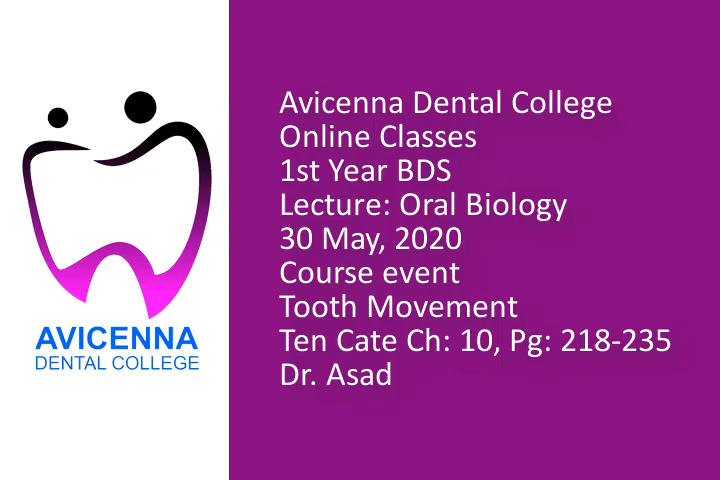 AVICENNA
DENTAL COLLEGE
Avicenna Dental College
Online Classes
1st Year BDS
Lecture: Oral Biology
30 May, 2020
Course event
Tooth Movement
Ten Cate Ch: 10, Pg: 218-235
Dr. Asad